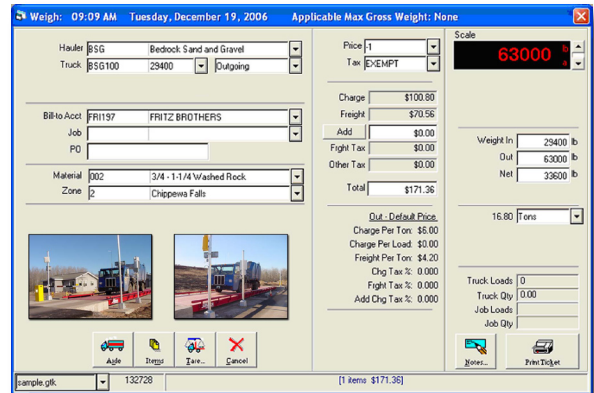 Weigh: 09:09 AM Tuesday, December 19, 2006 Applicable Max Gross Weight: None
Hauler BSG Bedrock Sand and Gravel
Truck BSG100 29400 Outgoing
Bill-to Acct FRI197 FRITZ BROTHERS
Job
PO
Material 002 3/4 - 1-1/4 Washed Rock
Zone 2 Chippewa Falls
Aisle Items Tare... Cancel
Price -1
Tax EXEMPT
Charge $100.80
Freight $70.56
Add $0.00
Frght Tax $0.00
Other Tax $0.00
Total $171.36
Out - Default Price
Charge Per Ton: $6.00
Charge Per Load: $0.00
Freight Per Ton: $4.20
Chg Tax %: 0.000
Frght Tax %: 0.000
Add Chg Tax %: 0.000
Scale
63000 lb
Weight In 29400 lb
Out 63000 lb
Net 33600 lb
16.80 Tons
Truck Loads 0
Truck Qty 0.00
Job Loads
Job Qty
Notes... Print Ticket
sample.gtk 132728 [1 items $171.36]